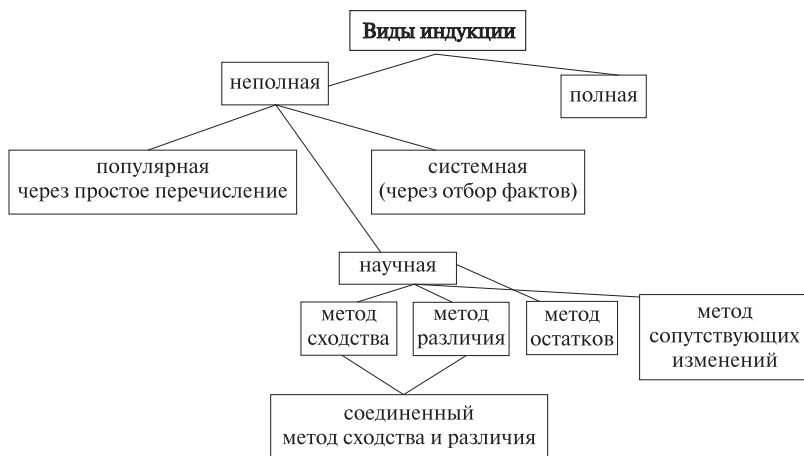 Виды индукции
неполная
полная
популярная
через простое перечисление
системная
(через отбор фактов)
научная
метод
сходства
метод
различия
метод
остатков
метод
сопутствующих
изменений
соединенный
метод сходства и различия